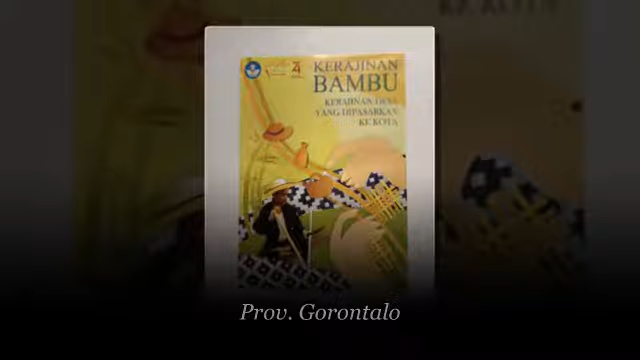 KERAJINAN
BAMBU
KERAJINAN DESA
YANG DIPASARKAN
KE KOTA
Prov. Gorontalo